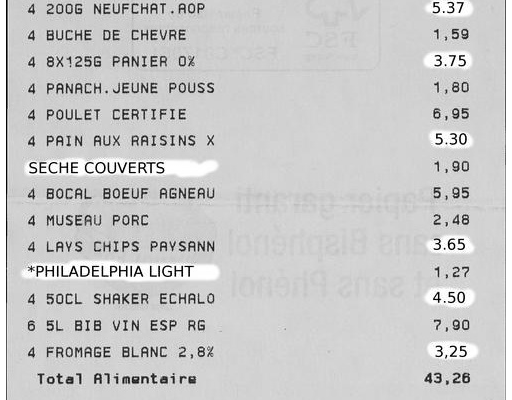 4 200G NEUFCHAT.AOP 5.37
4 BUCHE DE CHEVRE 1,59
4 8X125G PANIER 0% 3.75
4 PANACH.JEUNE POUSS 1,80
4 POULET CERTIFIE 6,95
4 PAIN AUX RAISINS X 5.30
SECHE COUVERTS 1,90
4 BOCAL BOEUF AGNEAU 5,95
4 MUSEAU PORC 2,48
4 LAYS CHIPS PAYSANN 3.65
*PHILADELPHIA LIGHT 1,27
4 50CL SHAKER ECHALO 4.50
6 5L BIB VIN ESP RG 7,90
4 FROMAGE BLANC 2,8% 3,25
Total Alimentaire 43,26
Papier garanti
sans Bisphénol
et sans Phénol
FSC